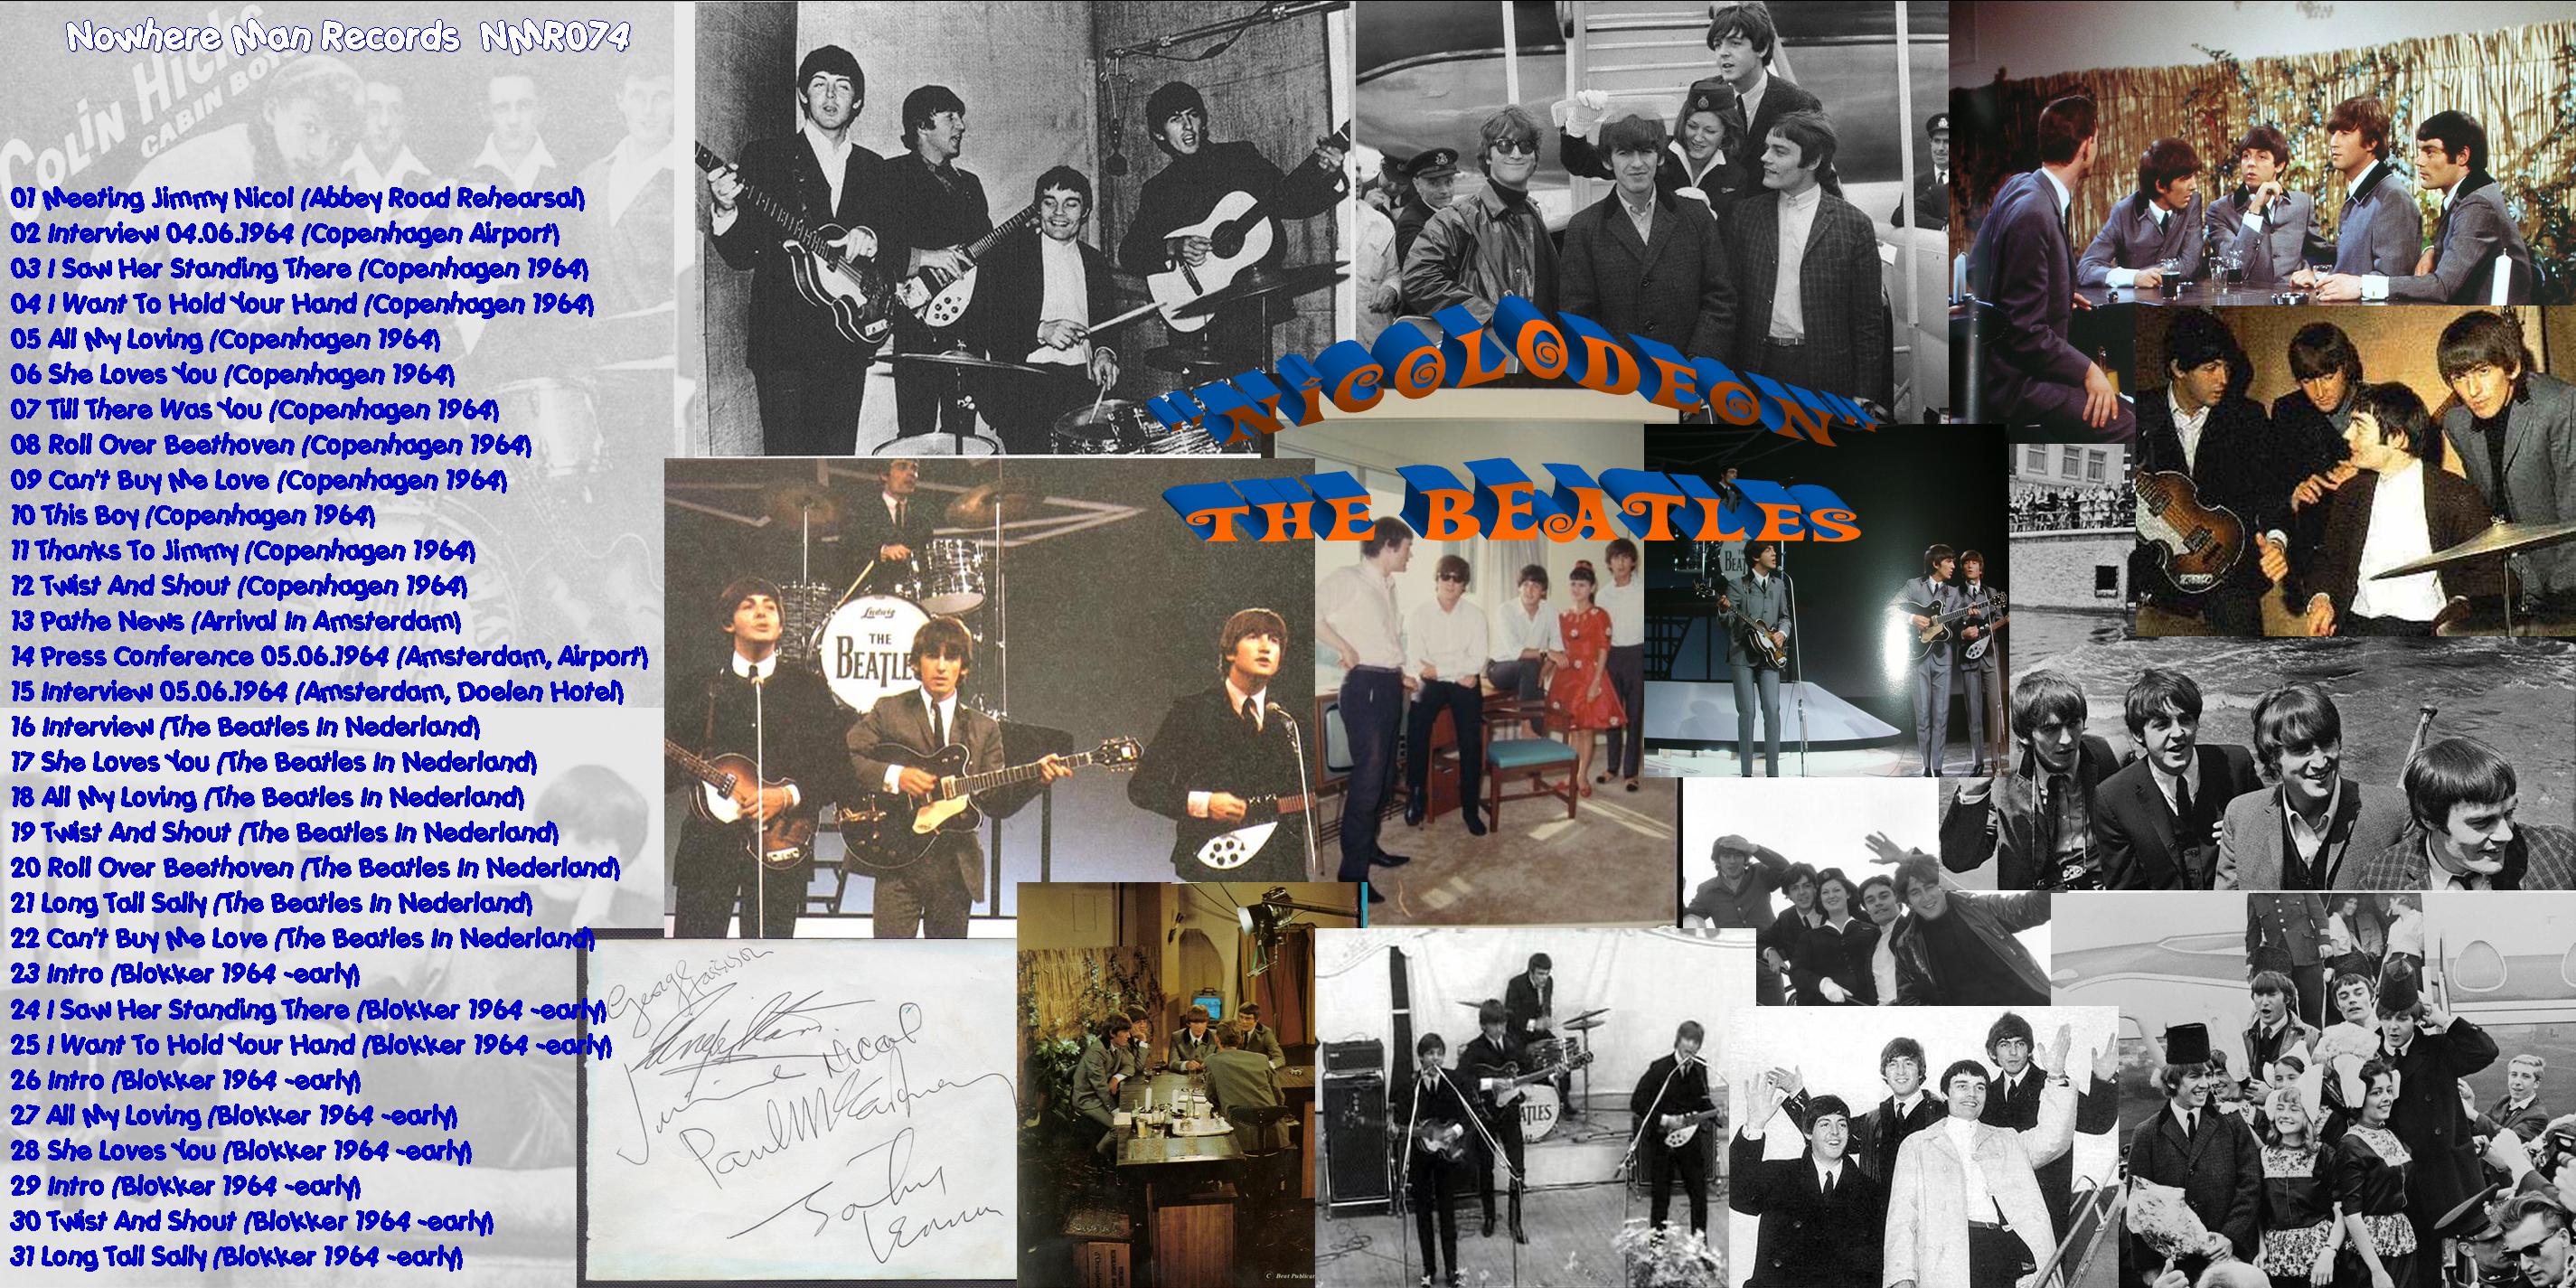 Nowhere Man Records NMR074
COLIN HICKS
CABIN BOYS
01 Meeting Jimmy Nicol (Abbey Road Rehearsal)
02 Interview 04.06.1964 (Copenhagen Airport)
03 I Saw Her Standing There (Copenhagen 1964)
04 I Want To Hold Your Hand (Copenhagen 1964)
05 All My Loving (Copenhagen 1964)
06 She Loves You (Copenhagen 1964)
07 Till There Was You (Copenhagen 1964)
08 Roll Over Beethoven (Copenhagen 1964)
09 Can't Buy Me Love (Copenhagen 1964)
10 This Boy (Copenhagen 1964)
11 Thanks To Jimmy (Copenhagen 1964)
12 Twist And Shout (Copenhagen 1964)
13 Pathe News (Arrival In Amsterdam)
14 Press Conference 05.06.1964 (Amsterdam, Airport)
15 Interview 05.06.1964 (Amsterdam, Doelen Hotel)
16 Interview (The Beatles In Nederland)
17 She Loves You (The Beatles In Nederland)
18 All My Loving (The Beatles In Nederland)
19 Twist And Shout (The Beatles In Nederland)
20 Roll Over Beethoven (The Beatles In Nederland)
21 Long Tall Sally (The Beatles In Nederland)
22 Can't Buy Me Love (The Beatles In Nederland)
23 Intro (Blokker 1964 -early)
24 I Saw Her Standing There (Blokker 1964 -early)
25 I Want To Hold Your Hand (Blokker 1964 -early)
26 Intro (Blokker 1964 -early)
27 All My Loving (Blokker 1964 -early)
28 She Loves You (Blokker 1964 -early)
29 Intro (Blokker 1964 -early)
30 Twist And Shout (Blokker 1964 -early)
31 Long Tall Sally (Blokker 1964 -early)
"NICOLODEON"
THE BEATLES
Ludwig
THE
BEATLE
THE
BEAT
George Harrison
Nicol
Paul McCartney
John
Lennon
BEATLES
© Beat Publicat